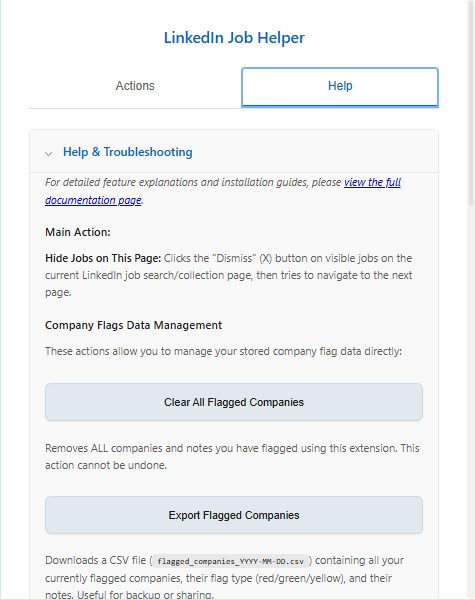 LinkedIn Job Helper
Actions
Help
Help & Troubleshooting
For detailed feature explanations and installation guides, please view the full
documentation page.
Main Action:
Hide Jobs on This Page: Clicks the "Dismiss" (X) button on visible jobs on the
current LinkedIn job search/collection page, then tries to navigate to the next
page.
Company Flags Data Management
These actions allow you to manage your stored company flag data directly:
Clear All Flagged Companies
Removes ALL companies and notes you have flagged using this extension. This
action cannot be undone.
Export Flagged Companies
Downloads a CSV file (flagged_companies_YYYY-MM-DD.csv) containing all your
currently flagged companies, their flag type (red/green/yellow), and their
notes. Useful for backup or sharing.